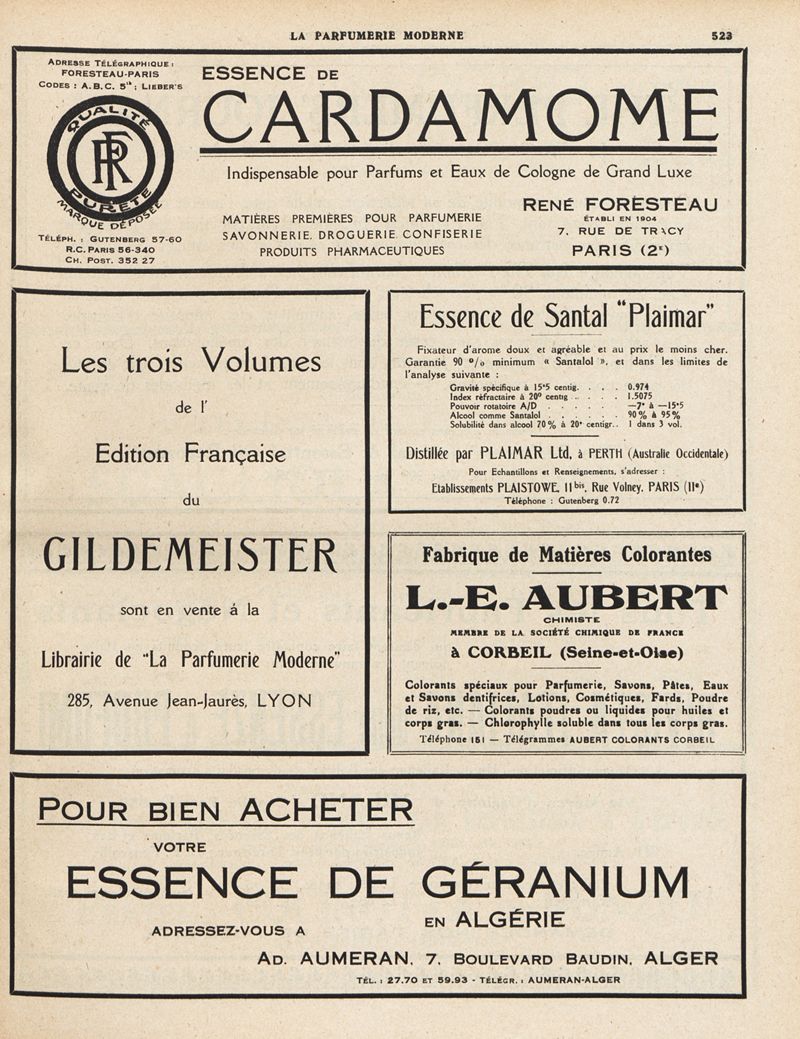 LA PARFUMERIE MODERNE 523
ADRESSE TÉLÉGRAPHIQUE :
FORESTEAU-PARIS
CODES : A.B.C. 5th ; LIEBER'S
QUALITÉ
FR
PURETÉ
MARQUE DÉPOSÉE
TÉLÉPH. : GUTENBERG 57-60
R.C. PARIS 56-340
CH. POST. 352 27
ESSENCE DE
CARDAMOME
Indispensable pour Parfums et Eaux de Cologne de Grand Luxe
MATIÈRES PREMIÈRES POUR PARFUMERIE
SAVONNERIE. DROGUERIE. CONFISERIE
PRODUITS PHARMACEUTIQUES
RENÉ FORESTEAU
ÉTABLI EN 1904
7, RUE DE TRACY
PARIS (2E)
Les trois Volumes
de l'
Edition Française
du
GILDEMEISTER
sont en vente á la
Librairie de "La Parfumerie Moderne"
285, Avenue Jean-Jaurès, LYON
Essence de Santal "Plaimar"
Fixateur d'arome doux et agréable et au prix le moins cher.
Garantie 90 % minimum « Santalol », et dans les limites de
l'analyse suivante :
Gravité spécifique à 15°5 centig. . . . 0.974
Index réfractaire à 20° centig . . . . . 1.5075
Pouvoir rotatoire A/D . . . . . . —7° à —15°5
Alcool comme Santalol . . . . . . 90 % à 95 %
Solubilité dans alcool 70 % à 20° centigr. . 1 dans 3 vol.
Distillée par PLAIMAR Ltd, à PERTH (Australie Occidentale)
Pour Echantillons et Renseignements, s'adresser :
Etablissements PLAISTOWE, 11 bis, Rue Volney, PARIS (IIe)
Téléphone : Gutenberg 0.72
Fabrique de Matières Colorantes
L.-E. AUBERT
CHIMISTE
MEMBRE DE LA SOCIÉTÉ CHIMIQUE DE FRANCE
à CORBEIL (Seine-et-Oise)
Colorants spéciaux pour Parfumerie, Savons, Pâtes, Eaux
et Savons dentifrices, Lotions, Cosmétiques, Fards, Poudre
de riz, etc. — Colorants poudres ou liquides pour huiles et
corps gras. — Chlorophylle soluble dans tous les corps gras.
Téléphone 151 — Télégrammes AUBERT COLORANTS CORBEIL
POUR BIEN ACHETER
VOTRE
ESSENCE DE GÉRANIUM
EN ALGÉRIE
ADRESSEZ-VOUS A
AD. AUMERAN, 7, BOULEVARD BAUDIN, ALGER
TÉL. : 27.70 ET 59.93 - TÉLÉGR. : AUMERAN-ALGER